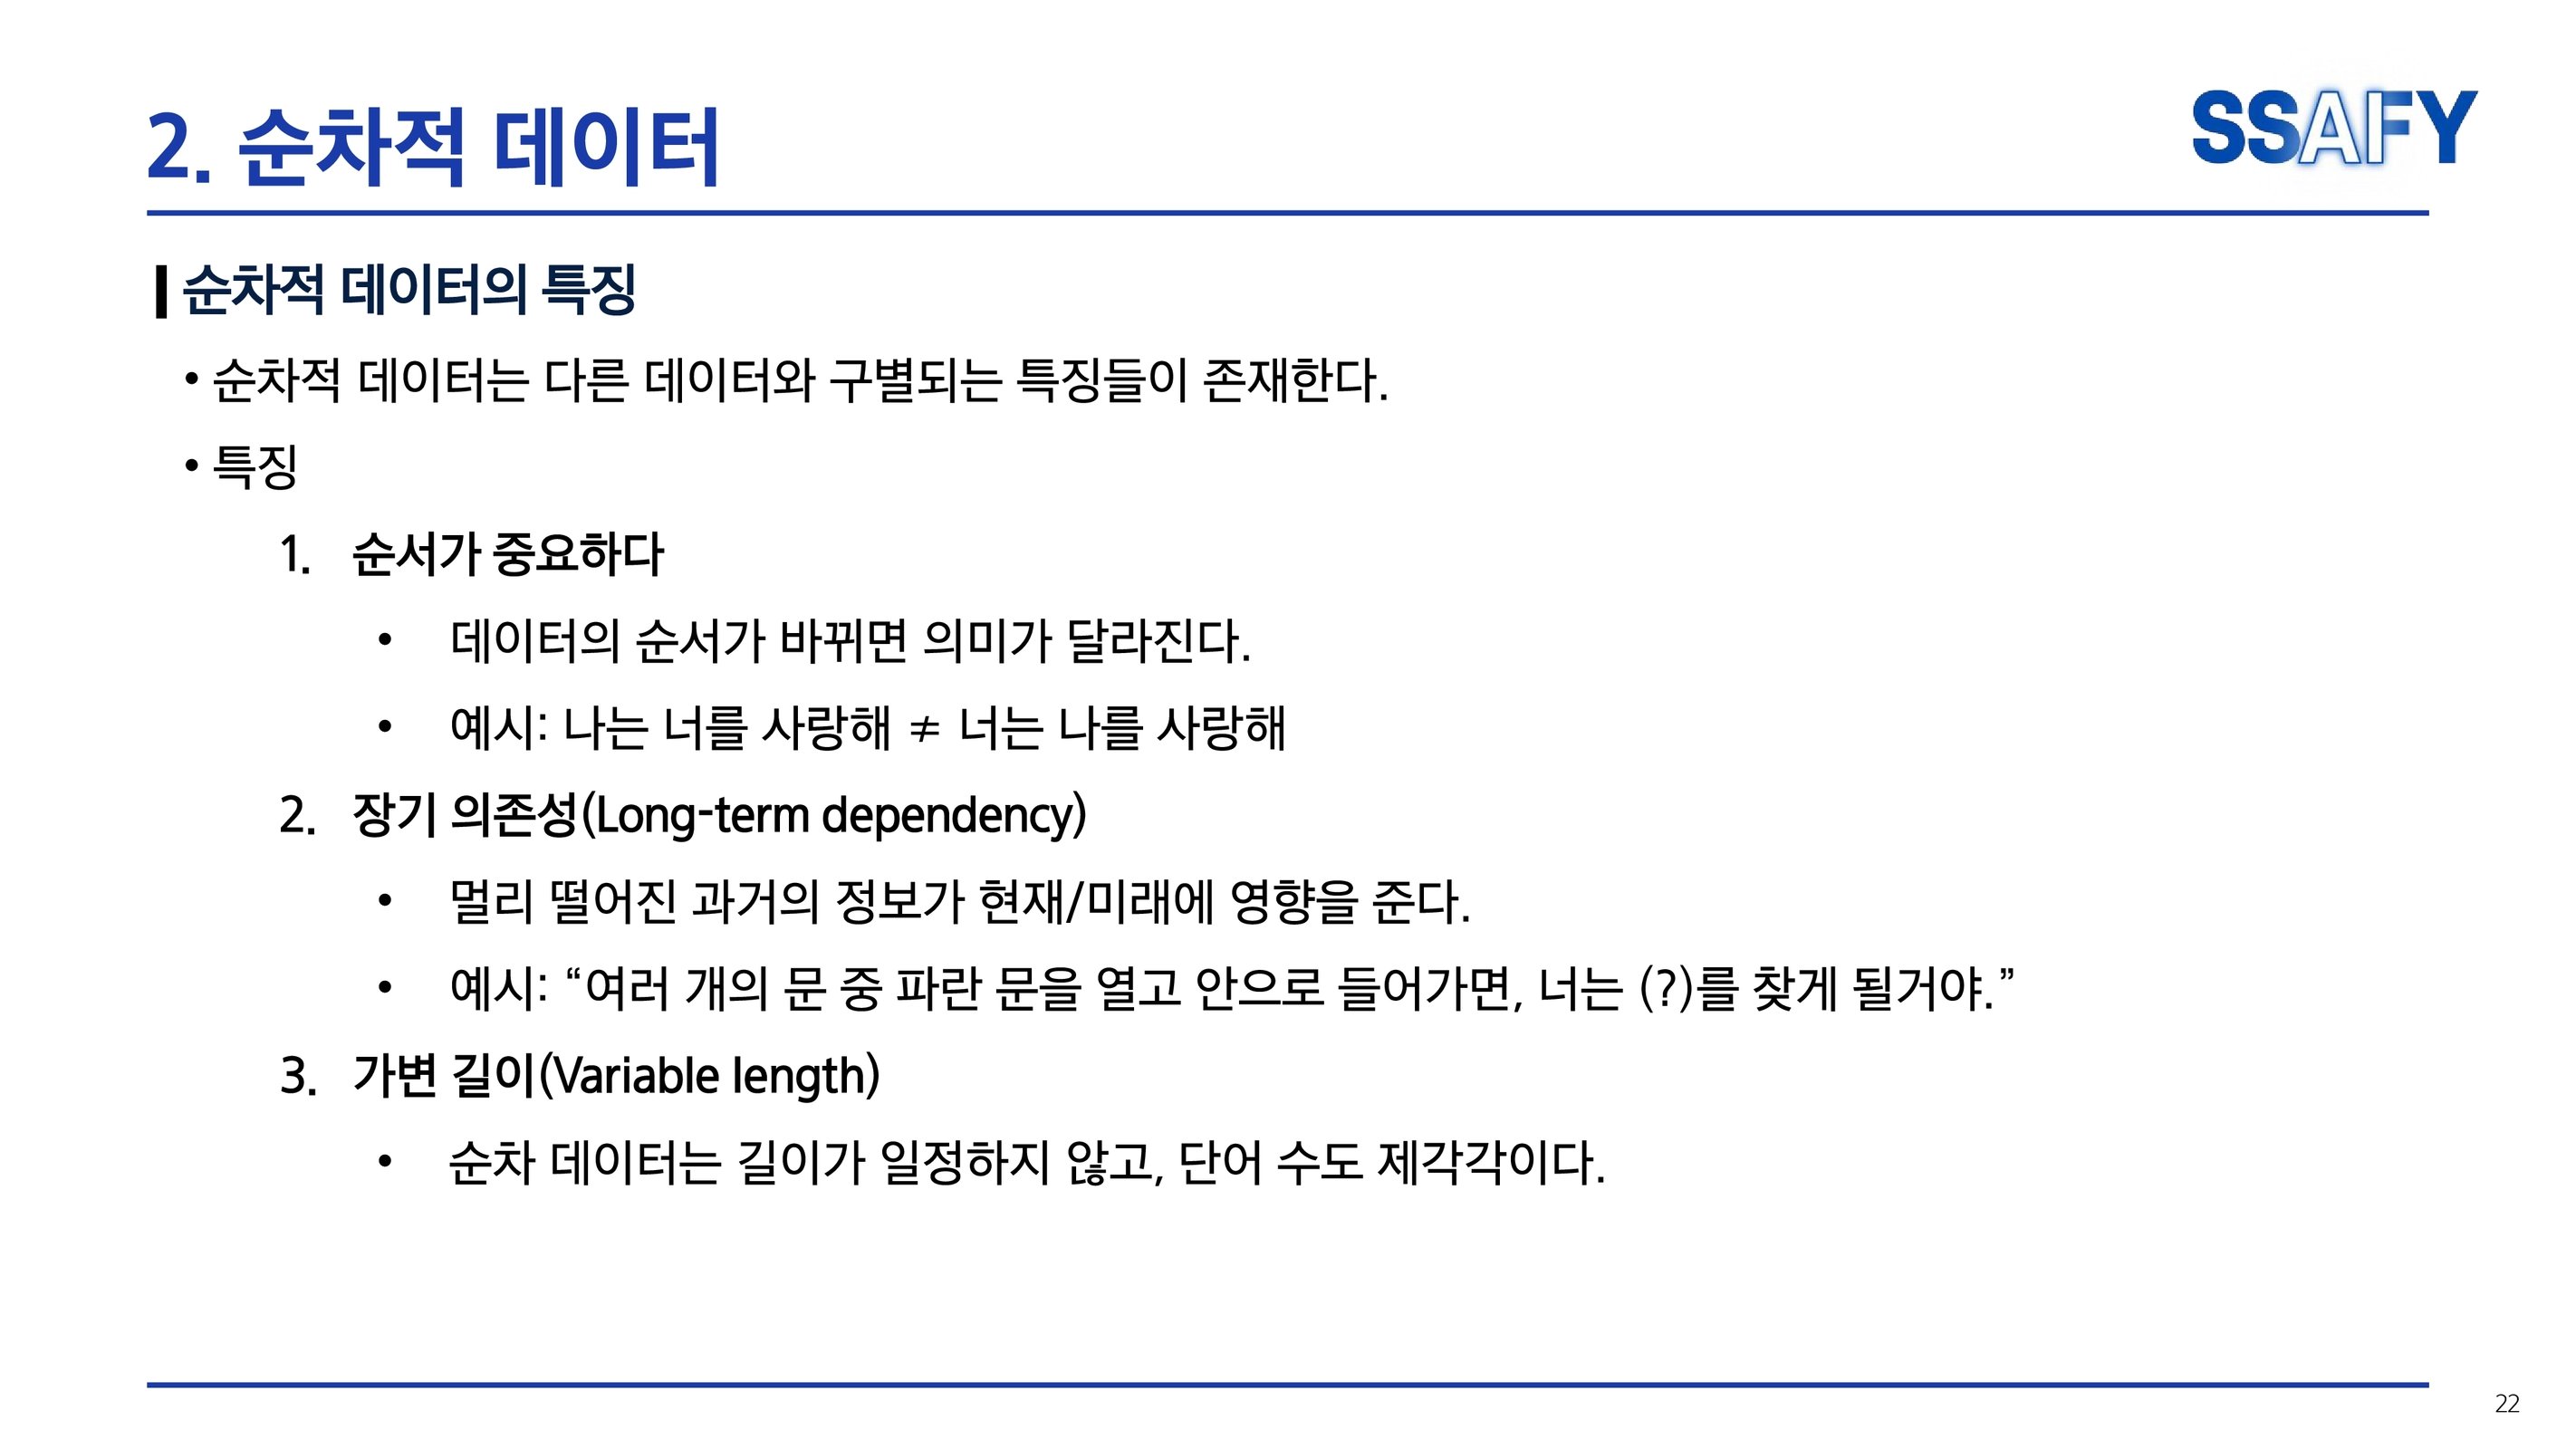 2. 순차적 데이터
SSAFY
순차적 데이터의 특징
• 순차적 데이터는 다른 데이터와 구별되는 특징들이 존재한다.
• 특징
1. 순서가 중요하다
• 데이터의 순서가 바뀌면 의미가 달라진다.
• 예시: 나는 너를 사랑해 ≠ 너는 나를 사랑해
2. 장기 의존성(Long-term dependency)
• 멀리 떨어진 과거의 정보가 현재/미래에 영향을 준다.
• 예시: “여러 개의 문 중 파란 문을 열고 안으로 들어가면, 너는 (?)를 찾게 될거야.”
3. 가변 길이(Variable length)
• 순차 데이터는 길이가 일정하지 않고, 단어 수도 제각각이다.
22